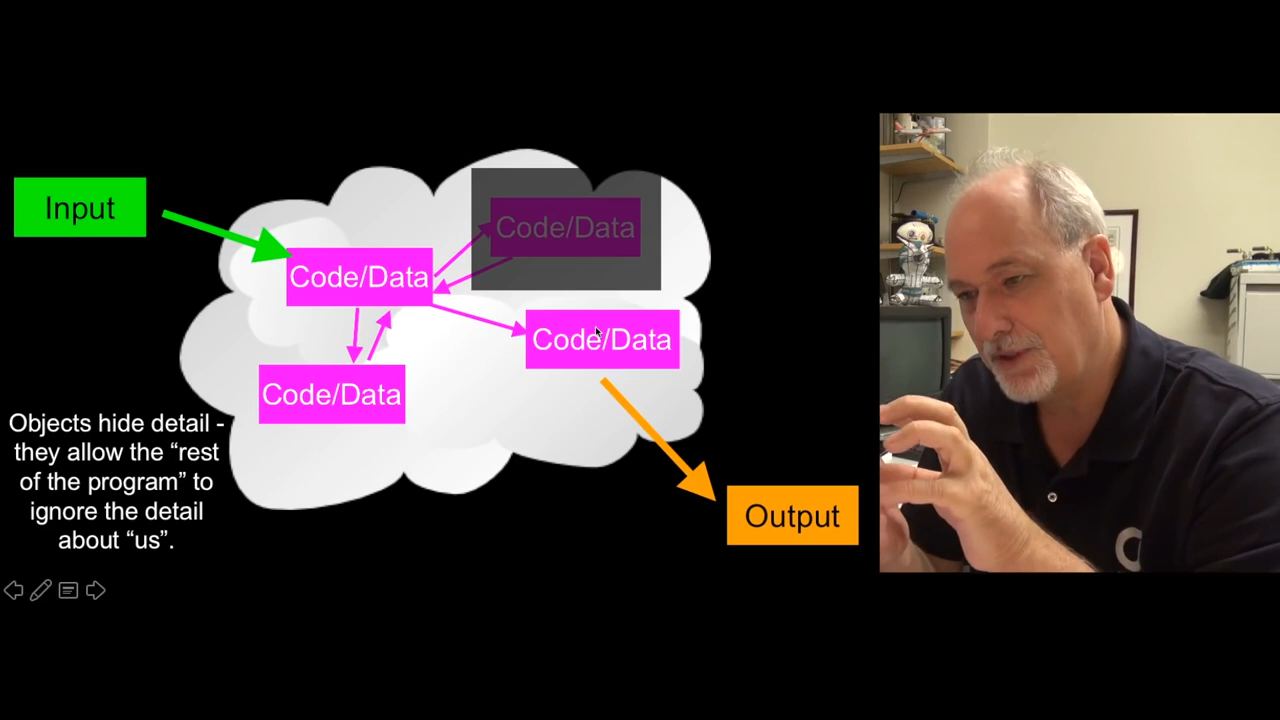 Input
Code/Data
Code/Data
Code/Data
Code/Data
Objects hide detail -
they allow the “rest
of the program” to
ignore the detail
about “us”.
Output